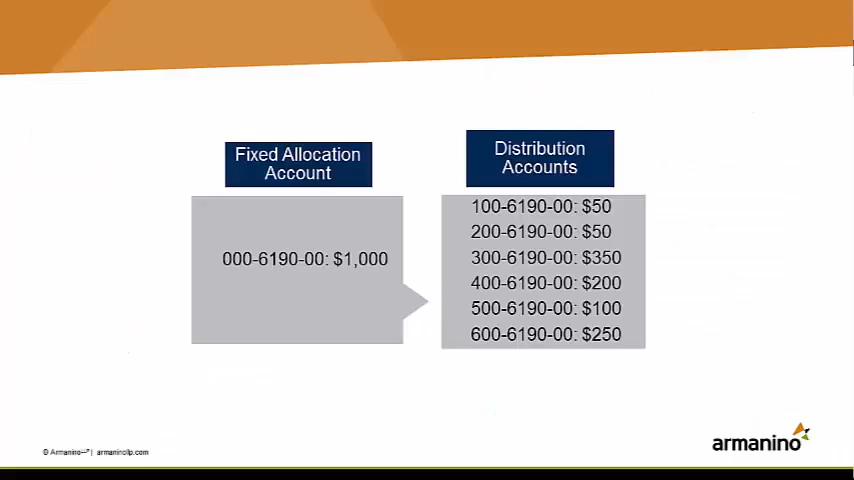 Fixed Allocation
Account
000-6190-00: $1,000
Distribution
Accounts
100-6190-00: $50
200-6190-00: $50
300-6190-00: $350
400-6190-00: $200
500-6190-00: $100
600-6190-00: $250
© Armanino | armaninollp.com
armanino